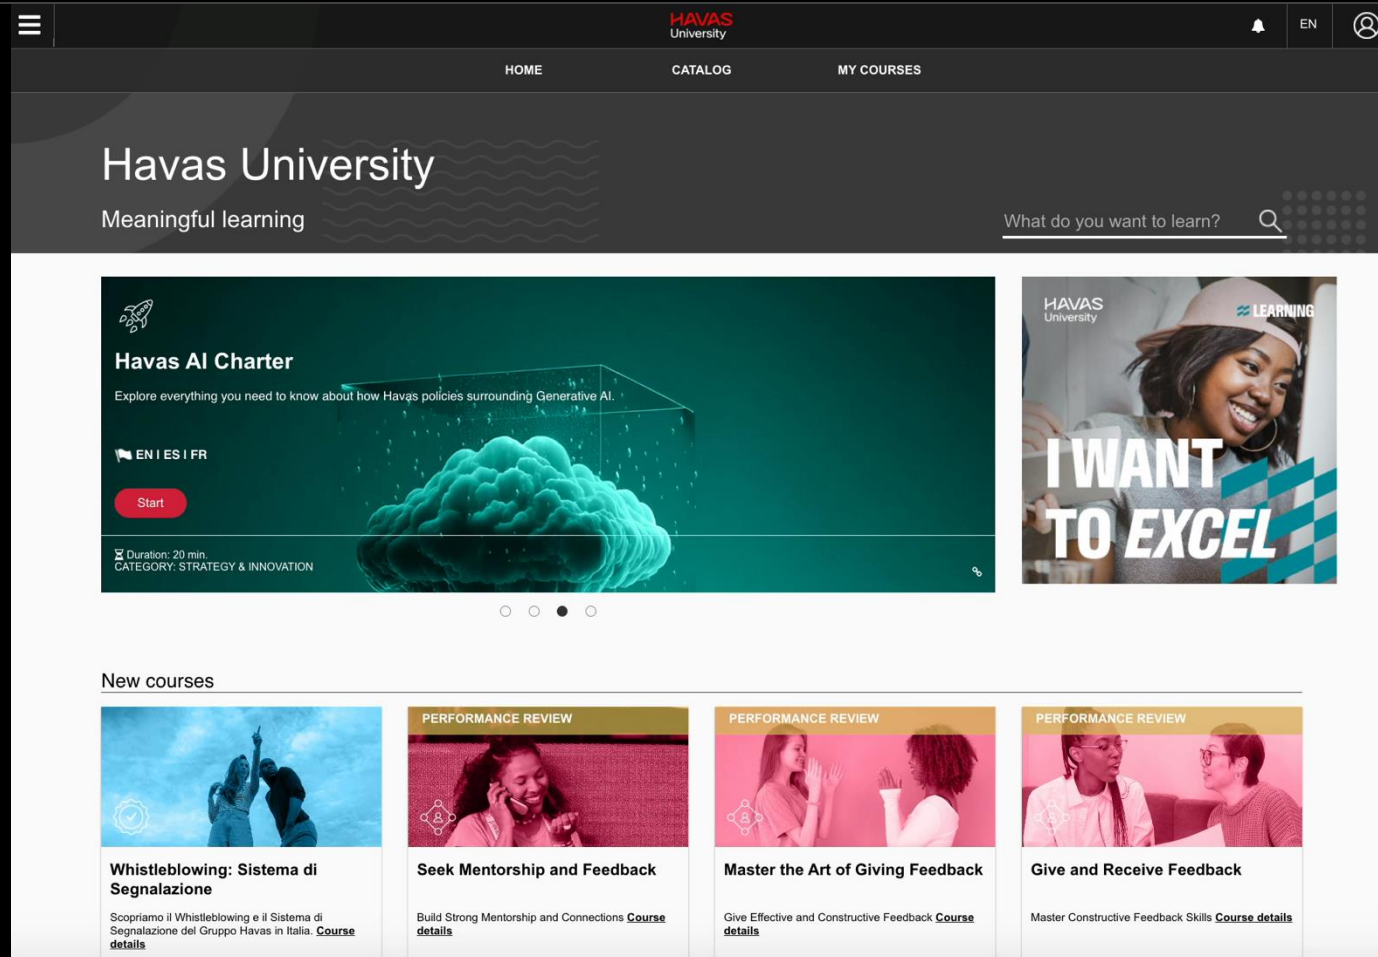 HAVAS
University
EN
HOME
CATALOG
MY COURSES
Havas University
Meaningful learning
What do you want to learn?
Havas AI Charter
Explore everything you need to know about how Havas policies surrounding Generative AI.
EN I ES I FR
Start
Duration: 20 min.
CATEGORY: STRATEGY & INNOVATION
HAVAS
University
LEARNING
I WANT
TO EXCEL
New courses
Whistleblowing: Sistema di
Segnalazione
Scopriamo il Whistleblowing e il Sistema di
Segnalazione del Gruppo Havas in Italia. Course
details
PERFORMANCE REVIEW
Seek Mentorship and Feedback
Build Strong Mentorship and Connections Course
details
PERFORMANCE REVIEW
Master the Art of Giving Feedback
Give Effective and Constructive Feedback Course
details
PERFORMANCE REVIEW
Give and Receive Feedback
Master Constructive Feedback Skills Course details